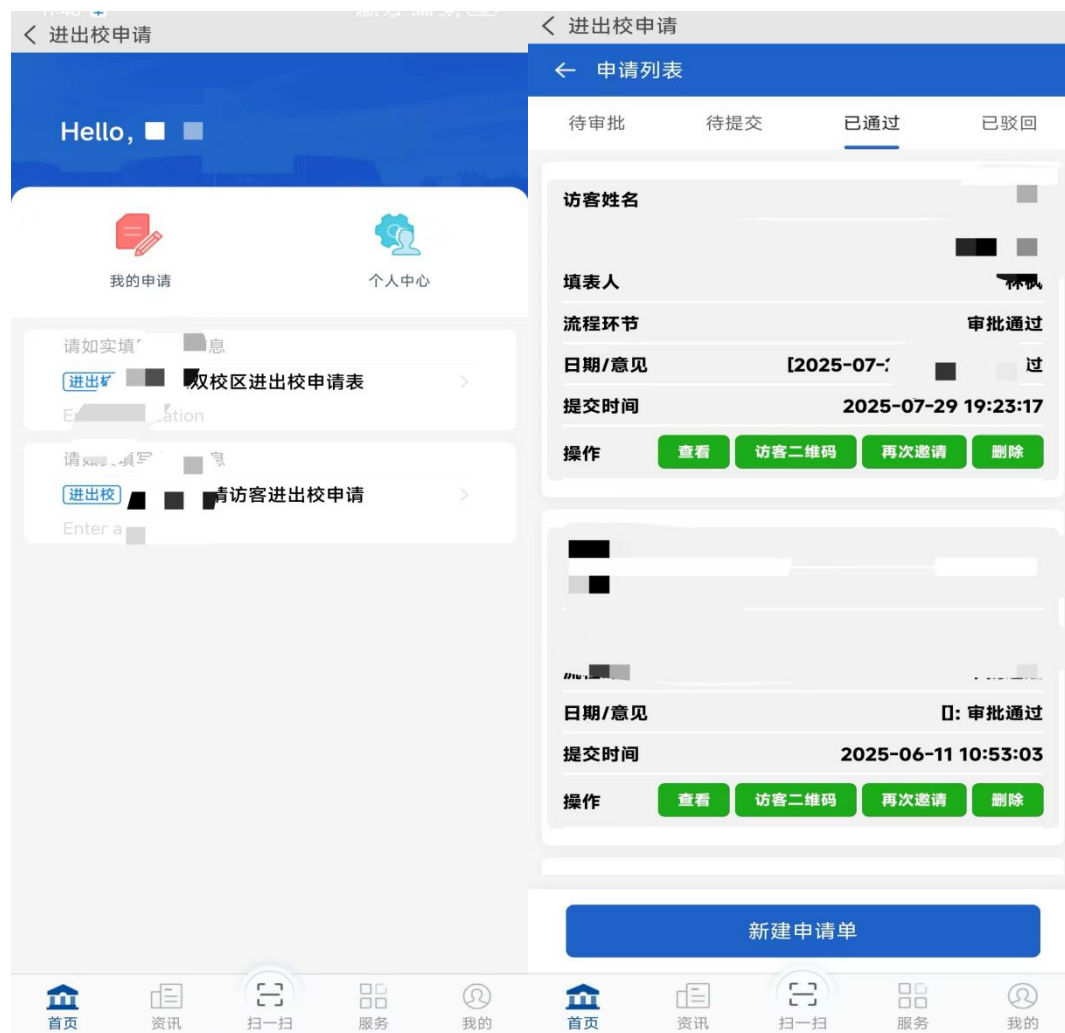 进出校申请
Hello,
我的申请
个人中心
请如实填 息
进出 双校区进出校申请表
请 填写 息
进出校 请访客进出校申请
Enter a
首页
资讯
扫一扫
服务
我的
进出校申请
申请列表
待审批
待提交
已通过
已驳回
访客姓名
填表人
流程环节 审批通过
日期/意见 [2025-07- 过
提交时间 2025-07-29 19:23:17
操作 查看 访客二维码 再次邀请 删除
日期/意见 []: 审批通过
提交时间 2025-06-11 10:53:03
操作 查看 访客二维码 再次邀请 删除
新建申请单
首页
资讯
扫一扫
服务
我的